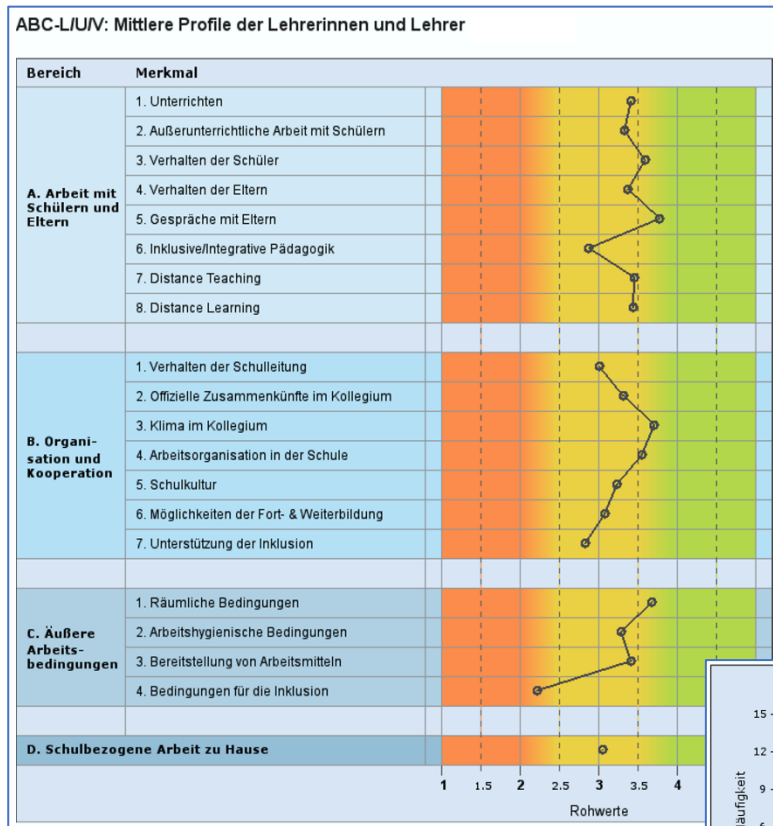 ABC-L/U/V: Mittlere Profile der Lehrerinnen und Lehrer
Bereich Merkmal
A. Arbeit mit
Schülern und
Eltern
1. Unterrichten
2. Außerunterrichtliche Arbeit mit Schülern
3. Verhalten der Schüler
4. Verhalten der Eltern
5. Gespräche mit Eltern
6. Inklusive/Integrative Pädagogik
7. Distance Teaching
8. Distance Learning
B. Organi-
sation und
Kooperation
1. Verhalten der Schulleitung
2. Offizielle Zusammenkünfte im Kollegium
3. Klima im Kollegium
4. Arbeitsorganisation in der Schule
5. Schulkultur
6. Möglichkeiten der Fort- & Weiterbildung
7. Unterstützung der Inklusion
C. Äußere
Arbeits-
bedingungen
1. Räumliche Bedingungen
2. Arbeitshygienische Bedingungen
3. Bereitstellung von Arbeitsmitteln
4. Bedingungen für die Inklusion
D. Schulbezogene Arbeit zu Hause
1 1.5 2 2.5 3 3.5 4
Rohwerte
15
12
9